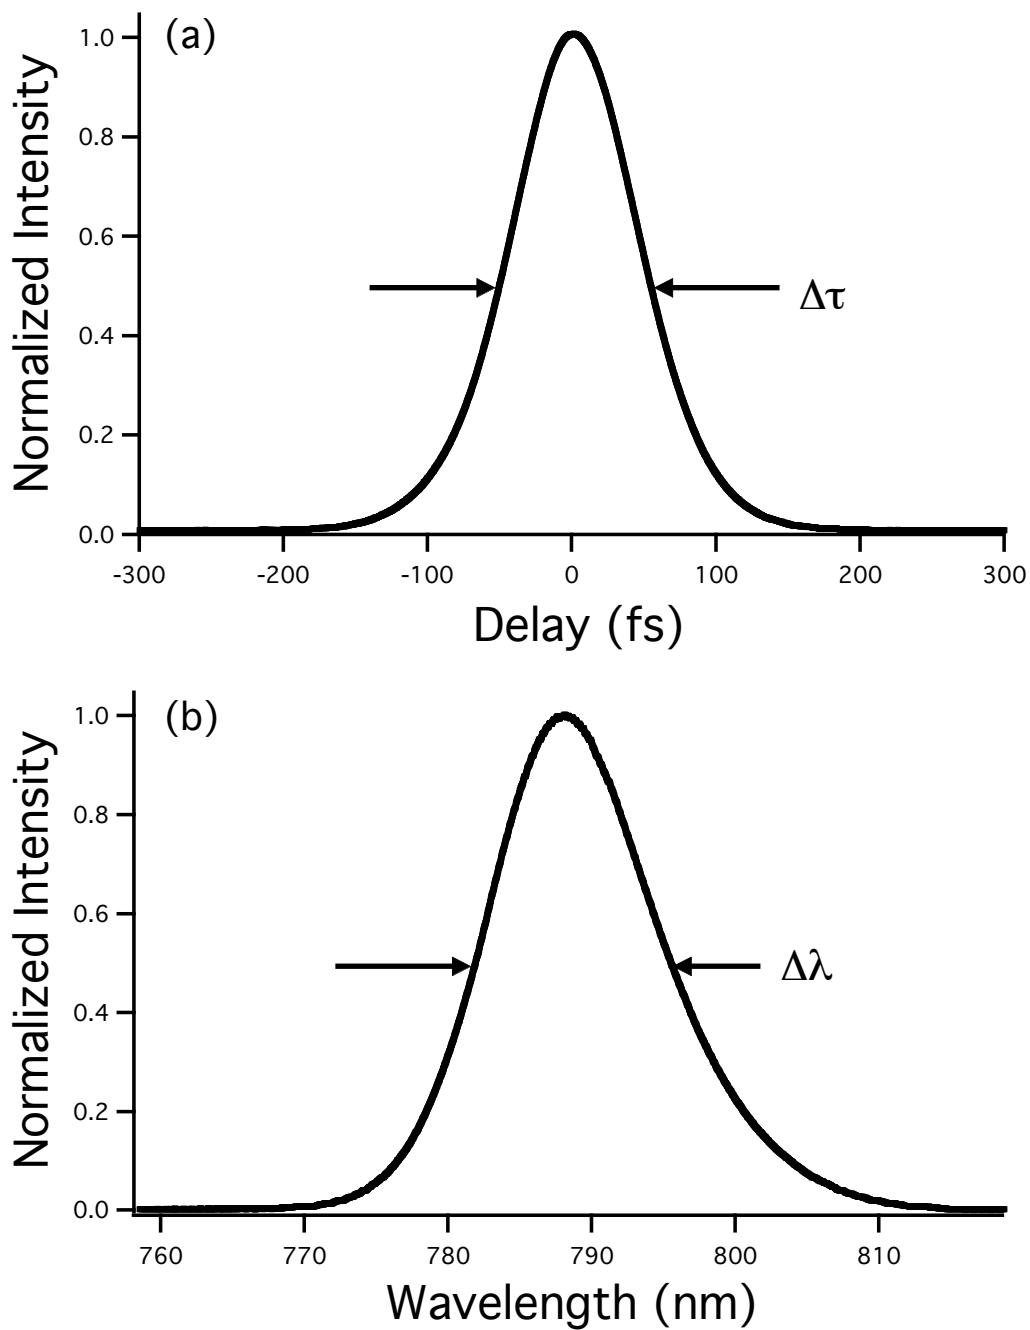 (a)
Normalized Intensity
1.0
0.8
0.6
0.4
0.2
0.0
Δτ
-300 -200 -100 0 100 200 300
Delay (fs)
(b)
Normalized Intensity
1.0
0.8
0.6
0.4
0.2
0.0
Δλ
760 770 780 790 800 810
Wavelength (nm)